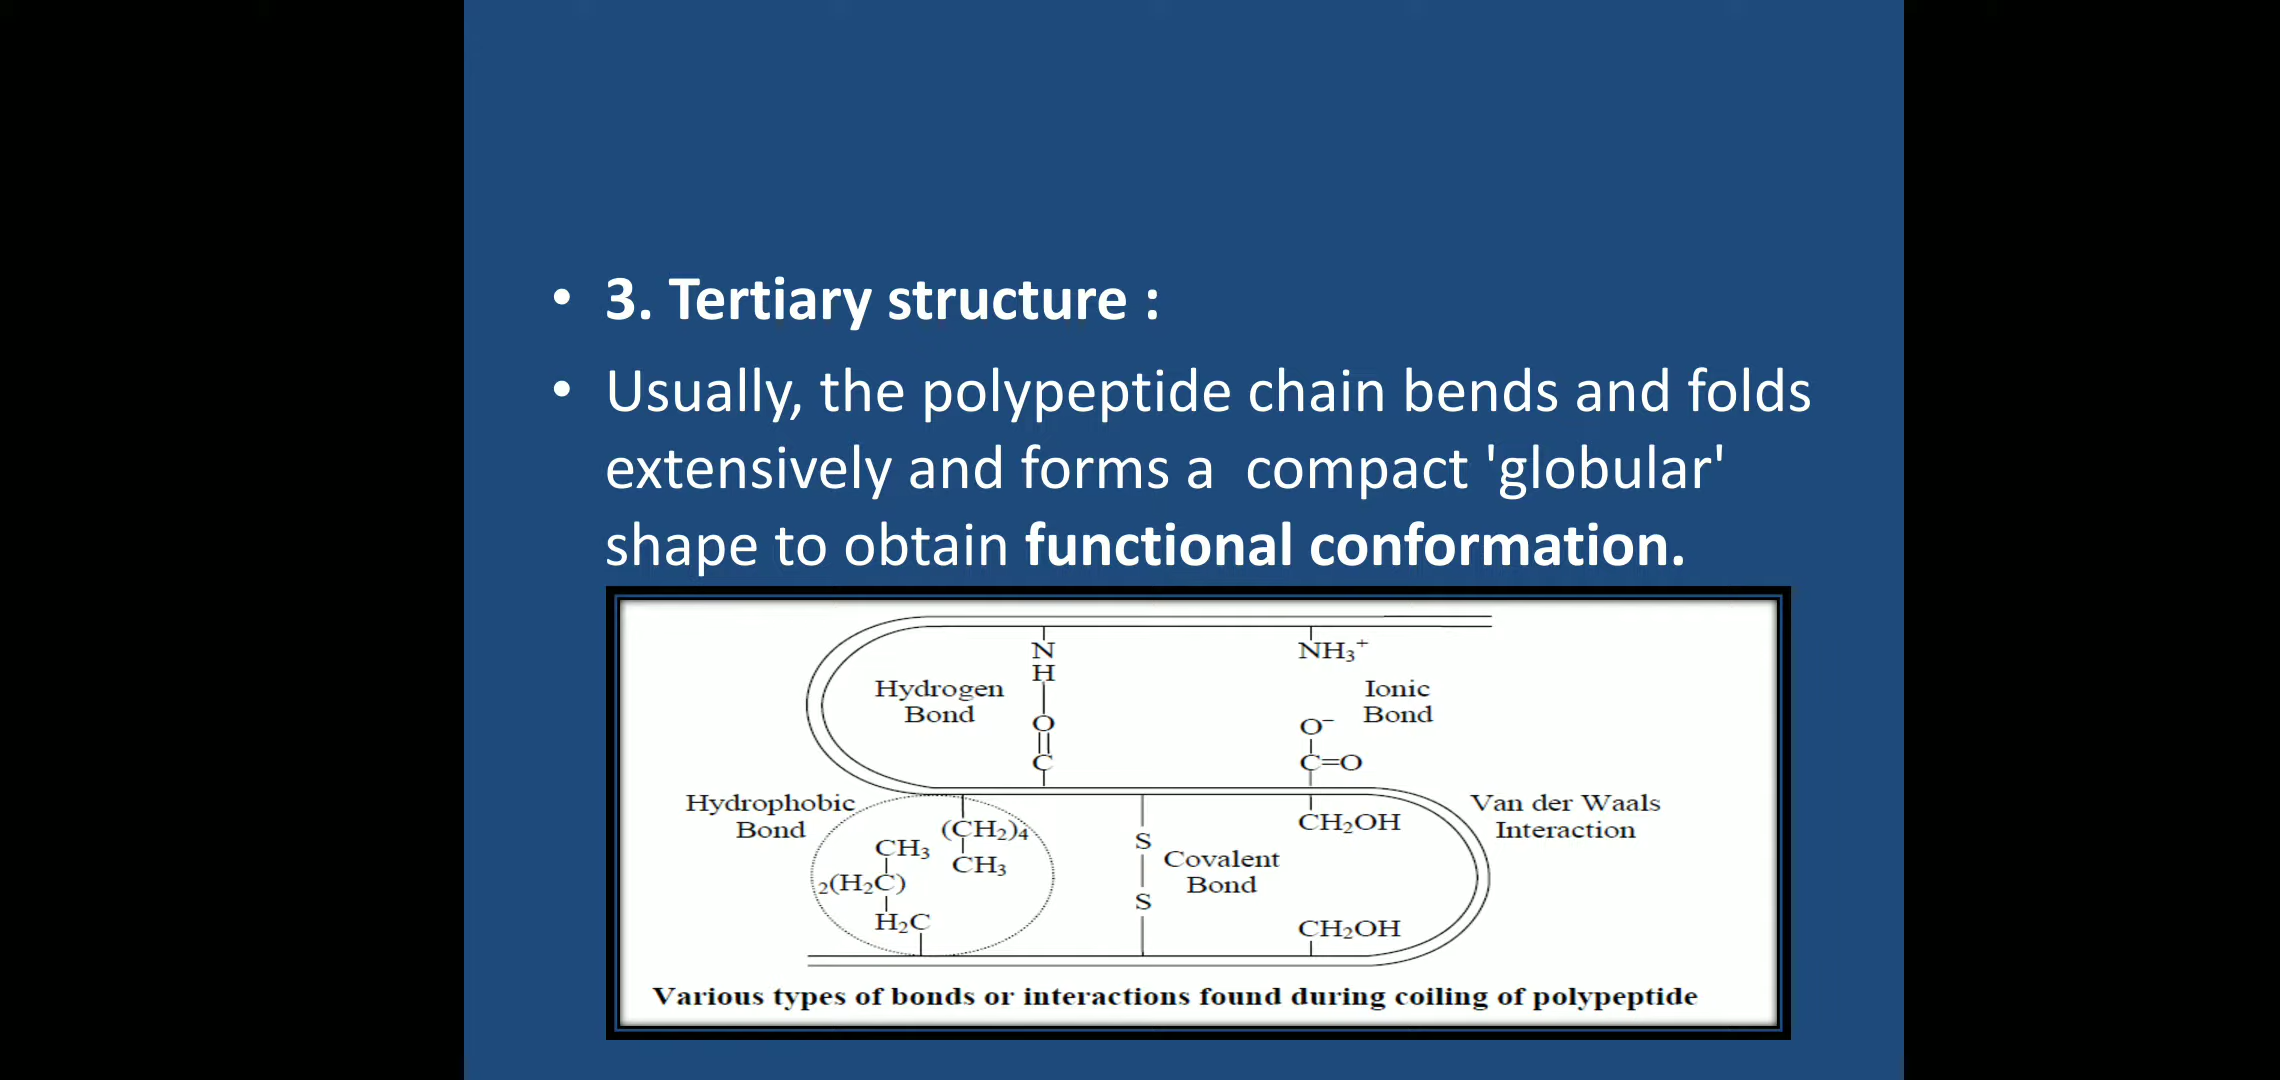 • 3. Tertiary structure :
• Usually, the polypeptide chain bends and folds
extensively and forms a  compact 'globular'
shape to obtain functional conformation.
N
H
O
C
Hydrogen
Bond
NH₃⁺
O⁻
C=O
Ionic
Bond
Hydrophobic
Bond
(CH₂)₄
CH₃
CH₃
₂(H₂C)
H₂C
S
S
Covalent
Bond
CH₂OH
CH₂OH
Van der Waals
Interaction
Various types of bonds or interactions found during coiling of polypeptide